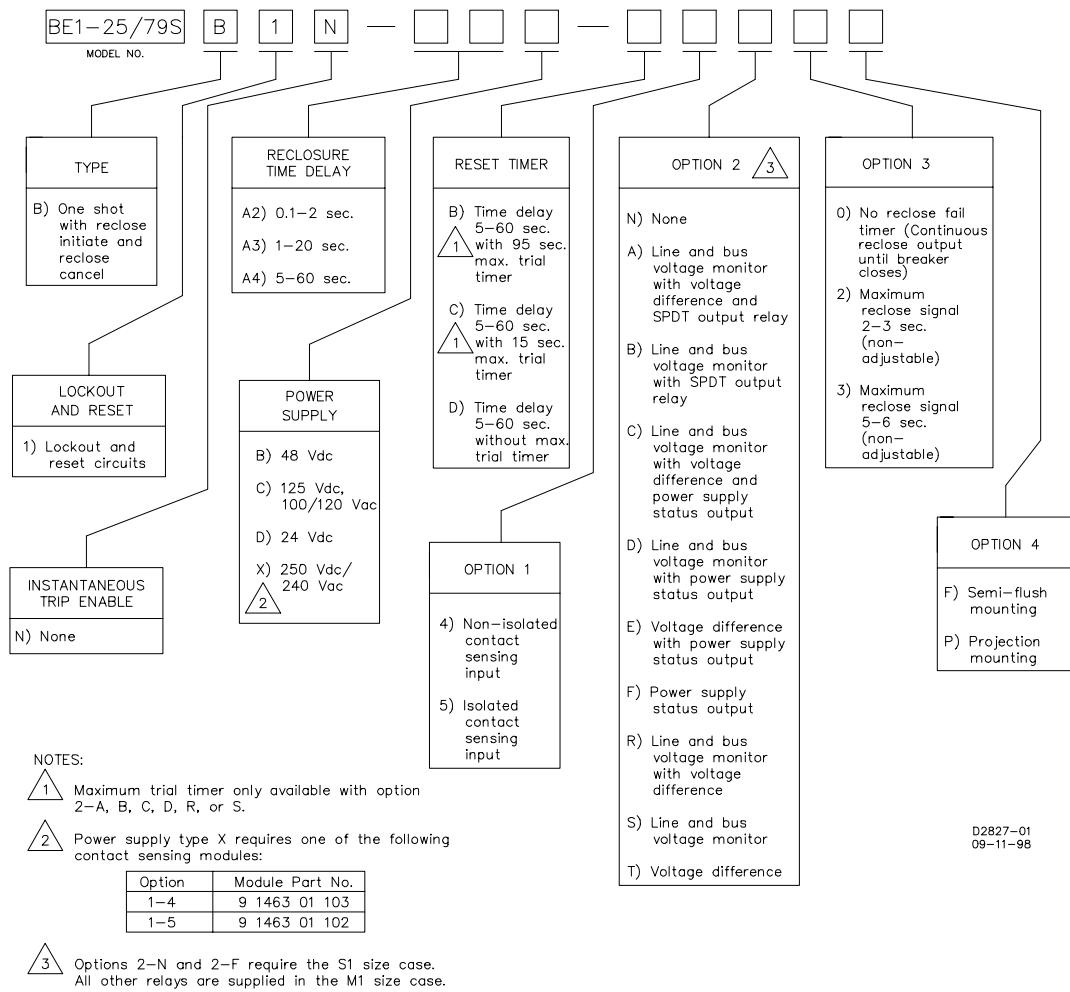 BE1-25/79S B 1 N — —
MODEL NO.
TYPE
B) One shot
with reclose
initiate and
reclose
cancel
LOCKOUT
AND RESET
1) Lockout and
reset circuits
INSTANTANEOUS
TRIP ENABLE
N) None
RECLOSURE
TIME DELAY
A2) 0.1-2 sec.
A3) 1-20 sec.
A4) 5-60 sec.
POWER
SUPPLY
B) 48 Vdc
C) 125 Vdc,
100/120 Vac
D) 24 Vdc
X) 250 Vdc/
240 Vac
2
RESET TIMER
B) Time delay
5-60 sec.
1 with 95 sec.
max. trial
timer
C) Time delay
5-60 sec.
1 with 15 sec.
max. trial
timer
D) Time delay
5-60 sec.
without max.
trial timer
OPTION 1
4) Non-isolated
contact
sensing
input
5) Isolated
contact
sensing
input
OPTION 2 3
N) None
A) Line and bus
voltage monitor
with voltage
difference and
SPDT output relay
B) Line and bus
voltage monitor
with SPDT output
relay
C) Line and bus
voltage monitor
with voltage
difference and
power supply
status output
D) Line and bus
voltage monitor
with power supply
status output
E) Voltage difference
with power supply
status output
F) Power supply
status output
R) Line and bus
voltage monitor
with voltage
difference
S) Line and bus
voltage monitor
T) Voltage difference
OPTION 3
0) No reclose fail
timer (Continuous
reclose output
until breaker
closes)
2) Maximum
reclose signal
2-3 sec.
(non-
adjustable)
3) Maximum
reclose signal
5-6 sec.
(non-
adjustable)
OPTION 4
F) Semi-flush
mounting
P) Projection
mounting
NOTES:
1 Maximum trial timer only available with option
2-A, B, C, D, R, or S.
2 Power supply type X requires one of the following
contact sensing modules:
Option Module Part No.
1-4 9 1463 01 103
1-5 9 1463 01 102
3 Options 2-N and 2-F require the S1 size case.
All other relays are supplied in the M1 size case.
D2827-01
09-11-98